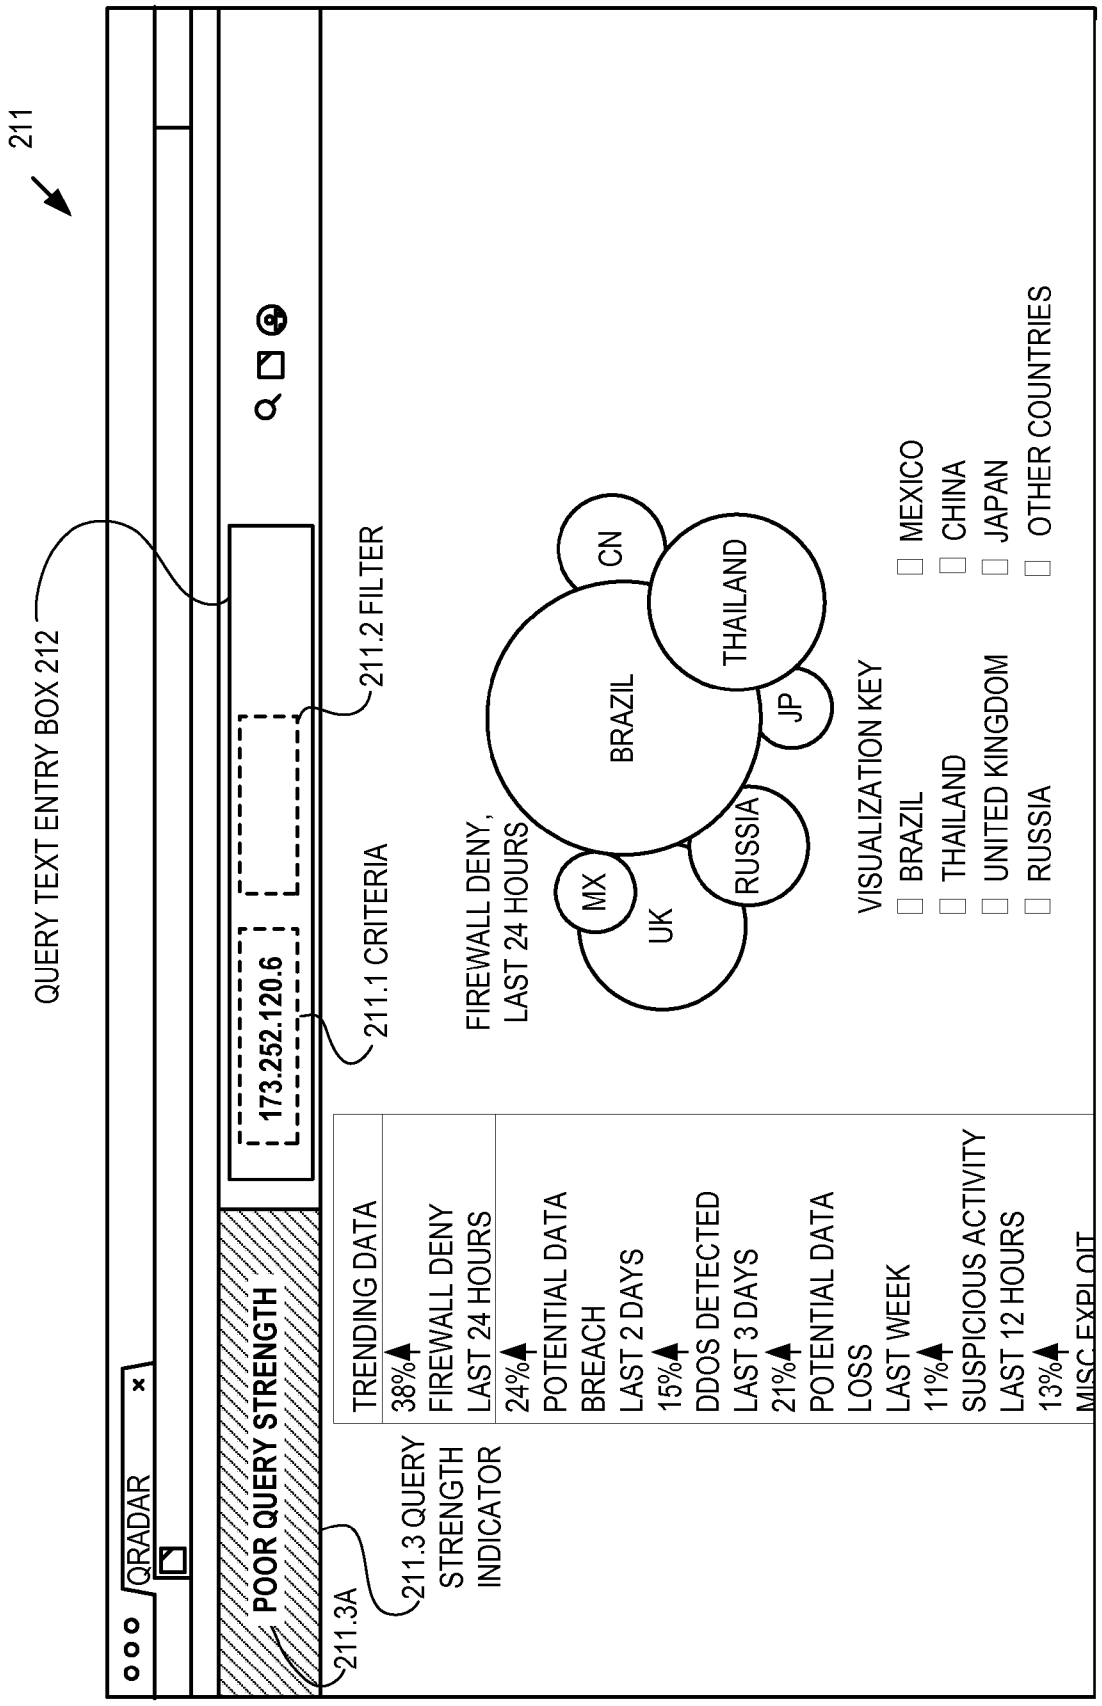 211
QUERY TEXT ENTRY BOX 212
QRADAR ×
POOR QUERY STRENGTH
173.252.120.6
211.3A
211.3 QUERY
STRENGTH
INDICATOR
211.1 CRITERIA
211.2 FILTER
TRENDING DATA
38%
FIREWALL DENY
LAST 24 HOURS
24%
POTENTIAL DATA
BREACH
LAST 2 DAYS
15%
DDOS DETECTED
LAST 3 DAYS
21%
POTENTIAL DATA
LOSS
LAST WEEK
11%
SUSPICIOUS ACTIVITY
LAST 12 HOURS
13%
MISC EXPLOIT
FIREWALL DENY,
LAST 24 HOURS
MX
UK
RUSSIA
BRAZIL
JP
THAILAND
CN
VISUALIZATION KEY
BRAZIL
THAILAND
UNITED KINGDOM
RUSSIA
MEXICO
CHINA
JAPAN
OTHER COUNTRIES